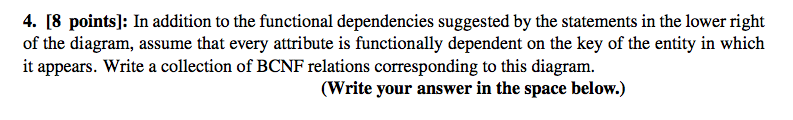 4. [8 points]: In addition to the functional dependencies suggested by the statements in the lower right
of the diagram, assume that every attribute is functionally dependent on the key of the entity in which
it appears. Write a collection of BCNF relations corresponding to this diagram.
(Write your answer in the space below.)